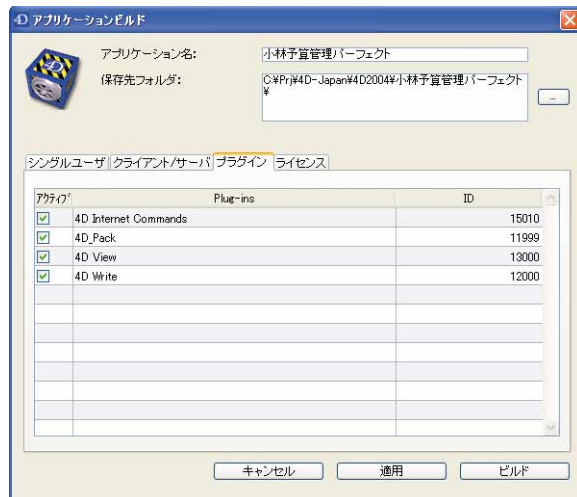 アプリケーションビルド
アプリケーション名:
小林予算管理パーフェクト
保存先フォルダ:
C:¥Prj¥4D-Japan¥4D2004¥小林予算管理パーフェクト
¥
...
シングルユーザ クライアント/サーバ プラグイン ライセンス
アクティブ Plug-ins ID
4D Internet Commands 15010
4D_Pack 11999
4D View 13000
4D Write 12000
キャンセル 適用 ビルド